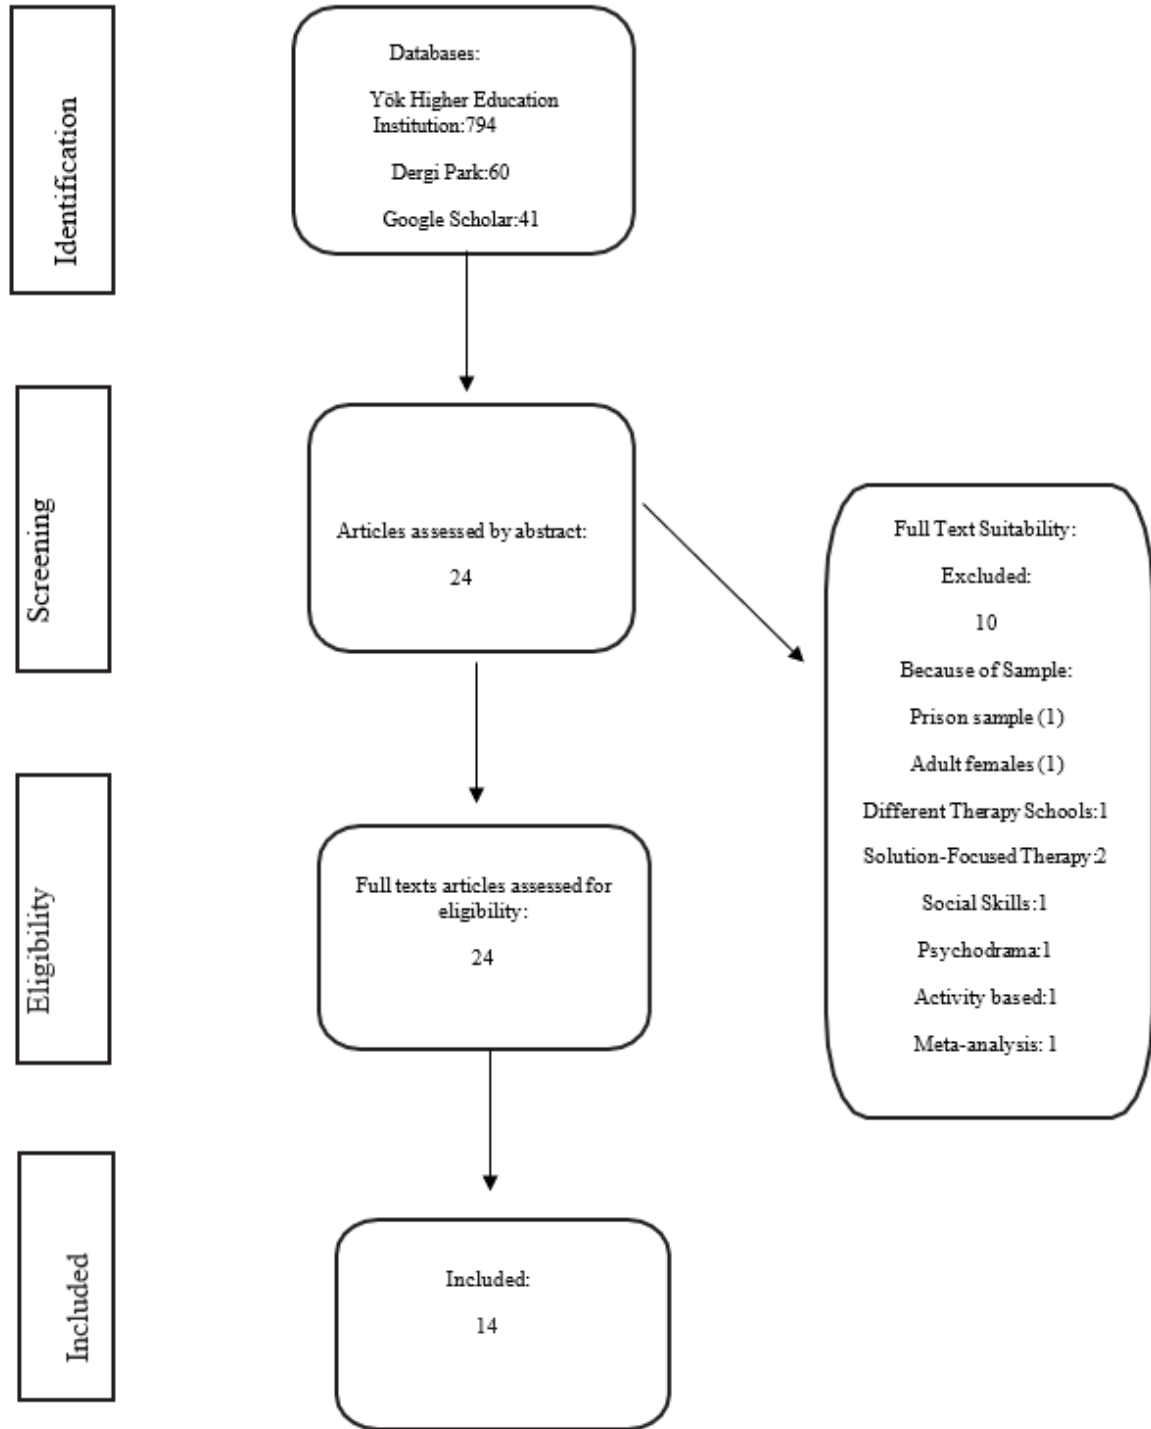 Identification
Databases:
Yök Higher Education
Institution:794
Dergi Park:60
Google Scholar:41
Screening
Articles assessed by abstract:
24
Full Text Suitability:
Excluded:
10
Because of Sample:
Prison sample (1)
Adult females (1)
Different Therapy Schools:1
Solution-Focused Therapy:2
Social Skills:1
Psychodrama:1
Activity based:1
Meta-analysis: 1
Eligibility
Full texts articles assessed for
eligibility:
24
Included
Included:
14